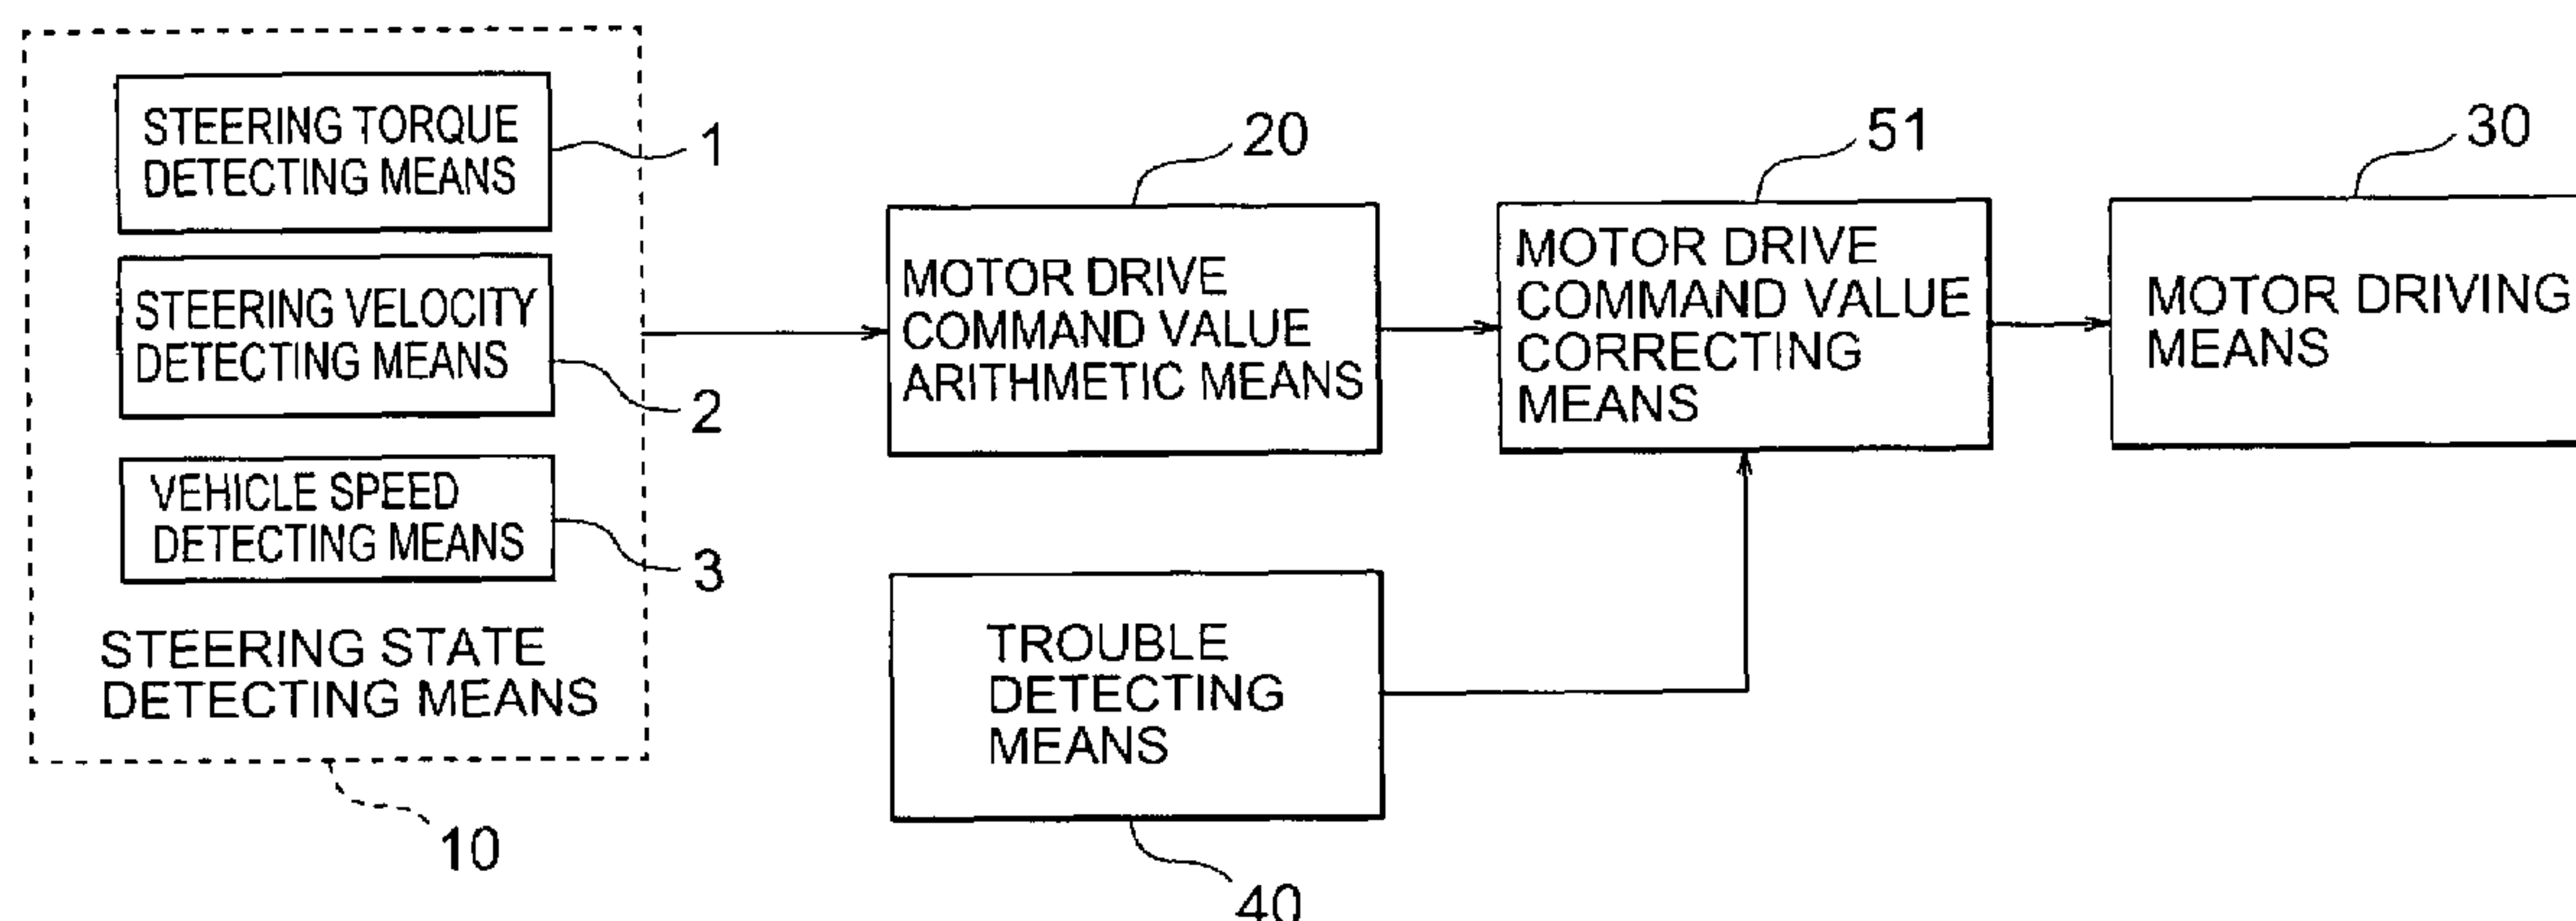 STEERING TORQUE
DETECTING MEANS
1
STEERING VELOCITY
DETECTING MEANS
2
VEHICLE SPEED
DETECTING MEANS
3
STEERING STATE
DETECTING MEANS
10
20
MOTOR DRIVE
COMMAND VALUE
ARITHMETIC MEANS
51
MOTOR DRIVE
COMMAND VALUE
CORRECTING
MEANS
30
MOTOR DRIVING
MEANS
TROUBLE
DETECTING
MEANS
40